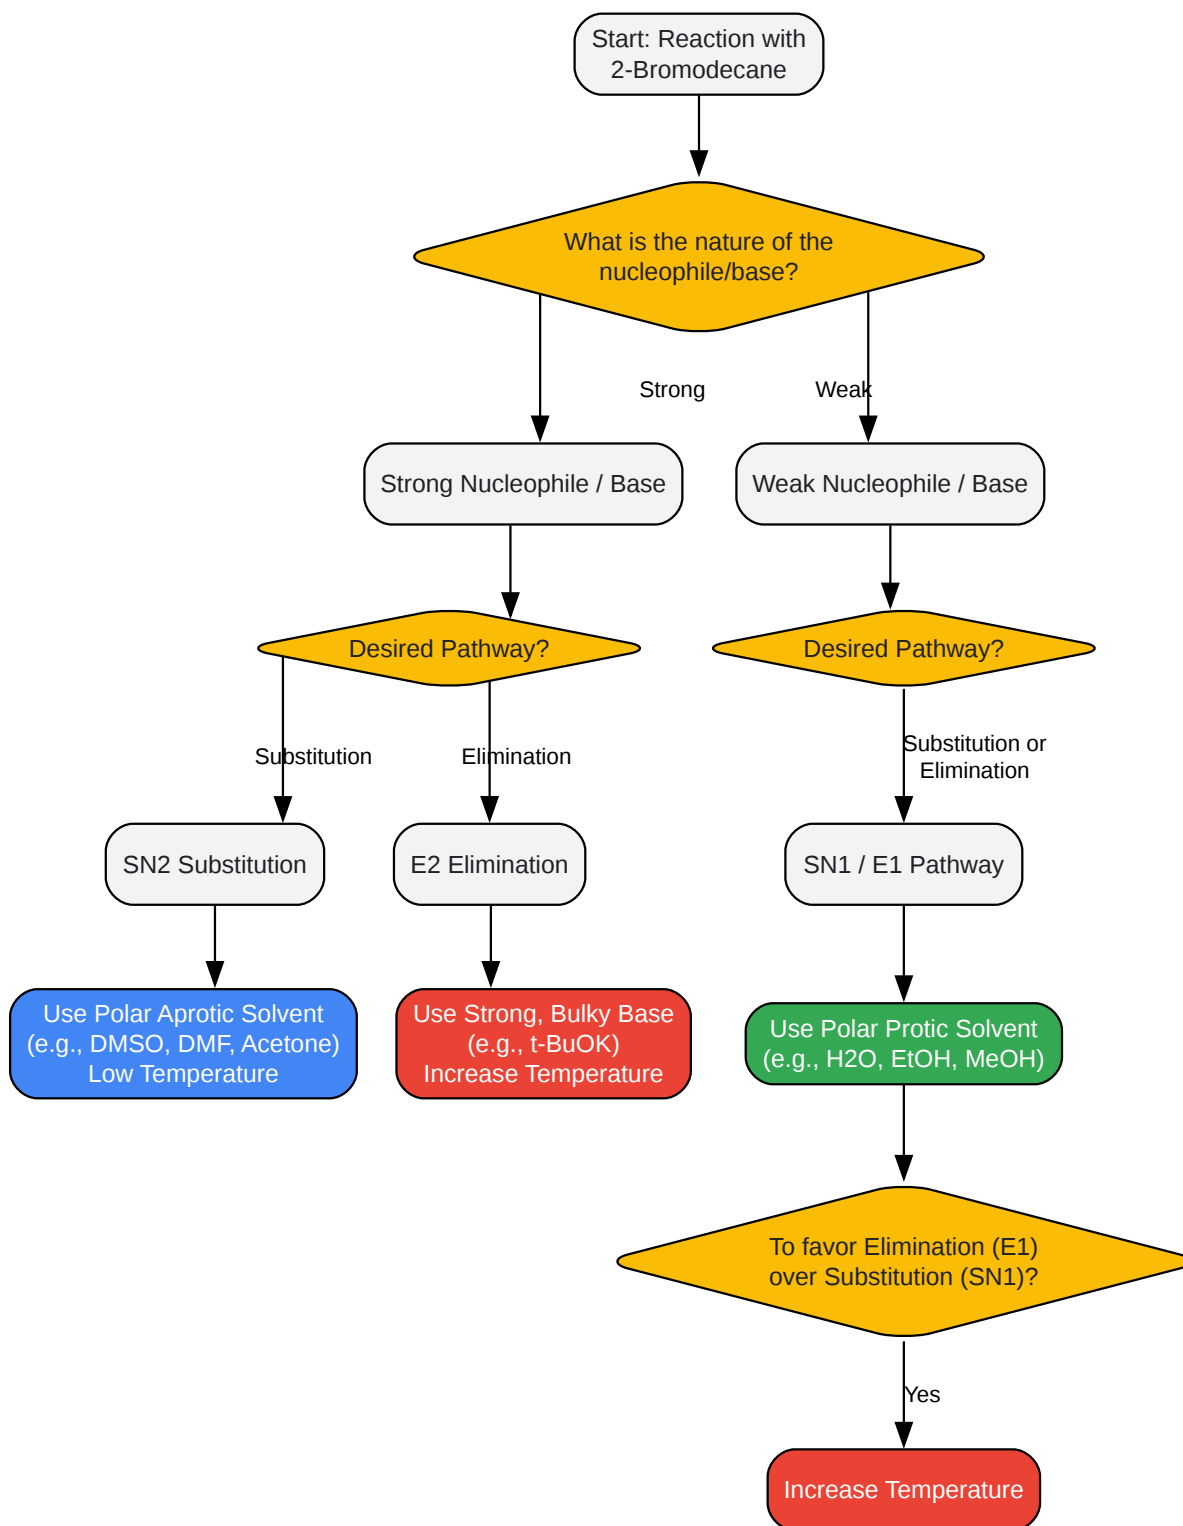 Start: Reaction with
2-Bromodecane
What is the nature of the
nucleophile/base?
Strong
Weak
Strong Nucleophile / Base
Weak Nucleophile / Base
Desired Pathway?
Desired Pathway?
Substitution
Elimination
Substitution or
Elimination
SN2 Substitution
E2 Elimination
SN1 / E1 Pathway
Use Polar Aprotic Solvent
(e.g., DMSO, DMF, Acetone)
Low Temperature
Use Strong, Bulky Base
(e.g., t-BuOK)
Increase Temperature
Use Polar Protic Solvent
(e.g., H2O, EtOH, MeOH)
To favor Elimination (E1)
over Substitution (SN1)?
Yes
Increase Temperature